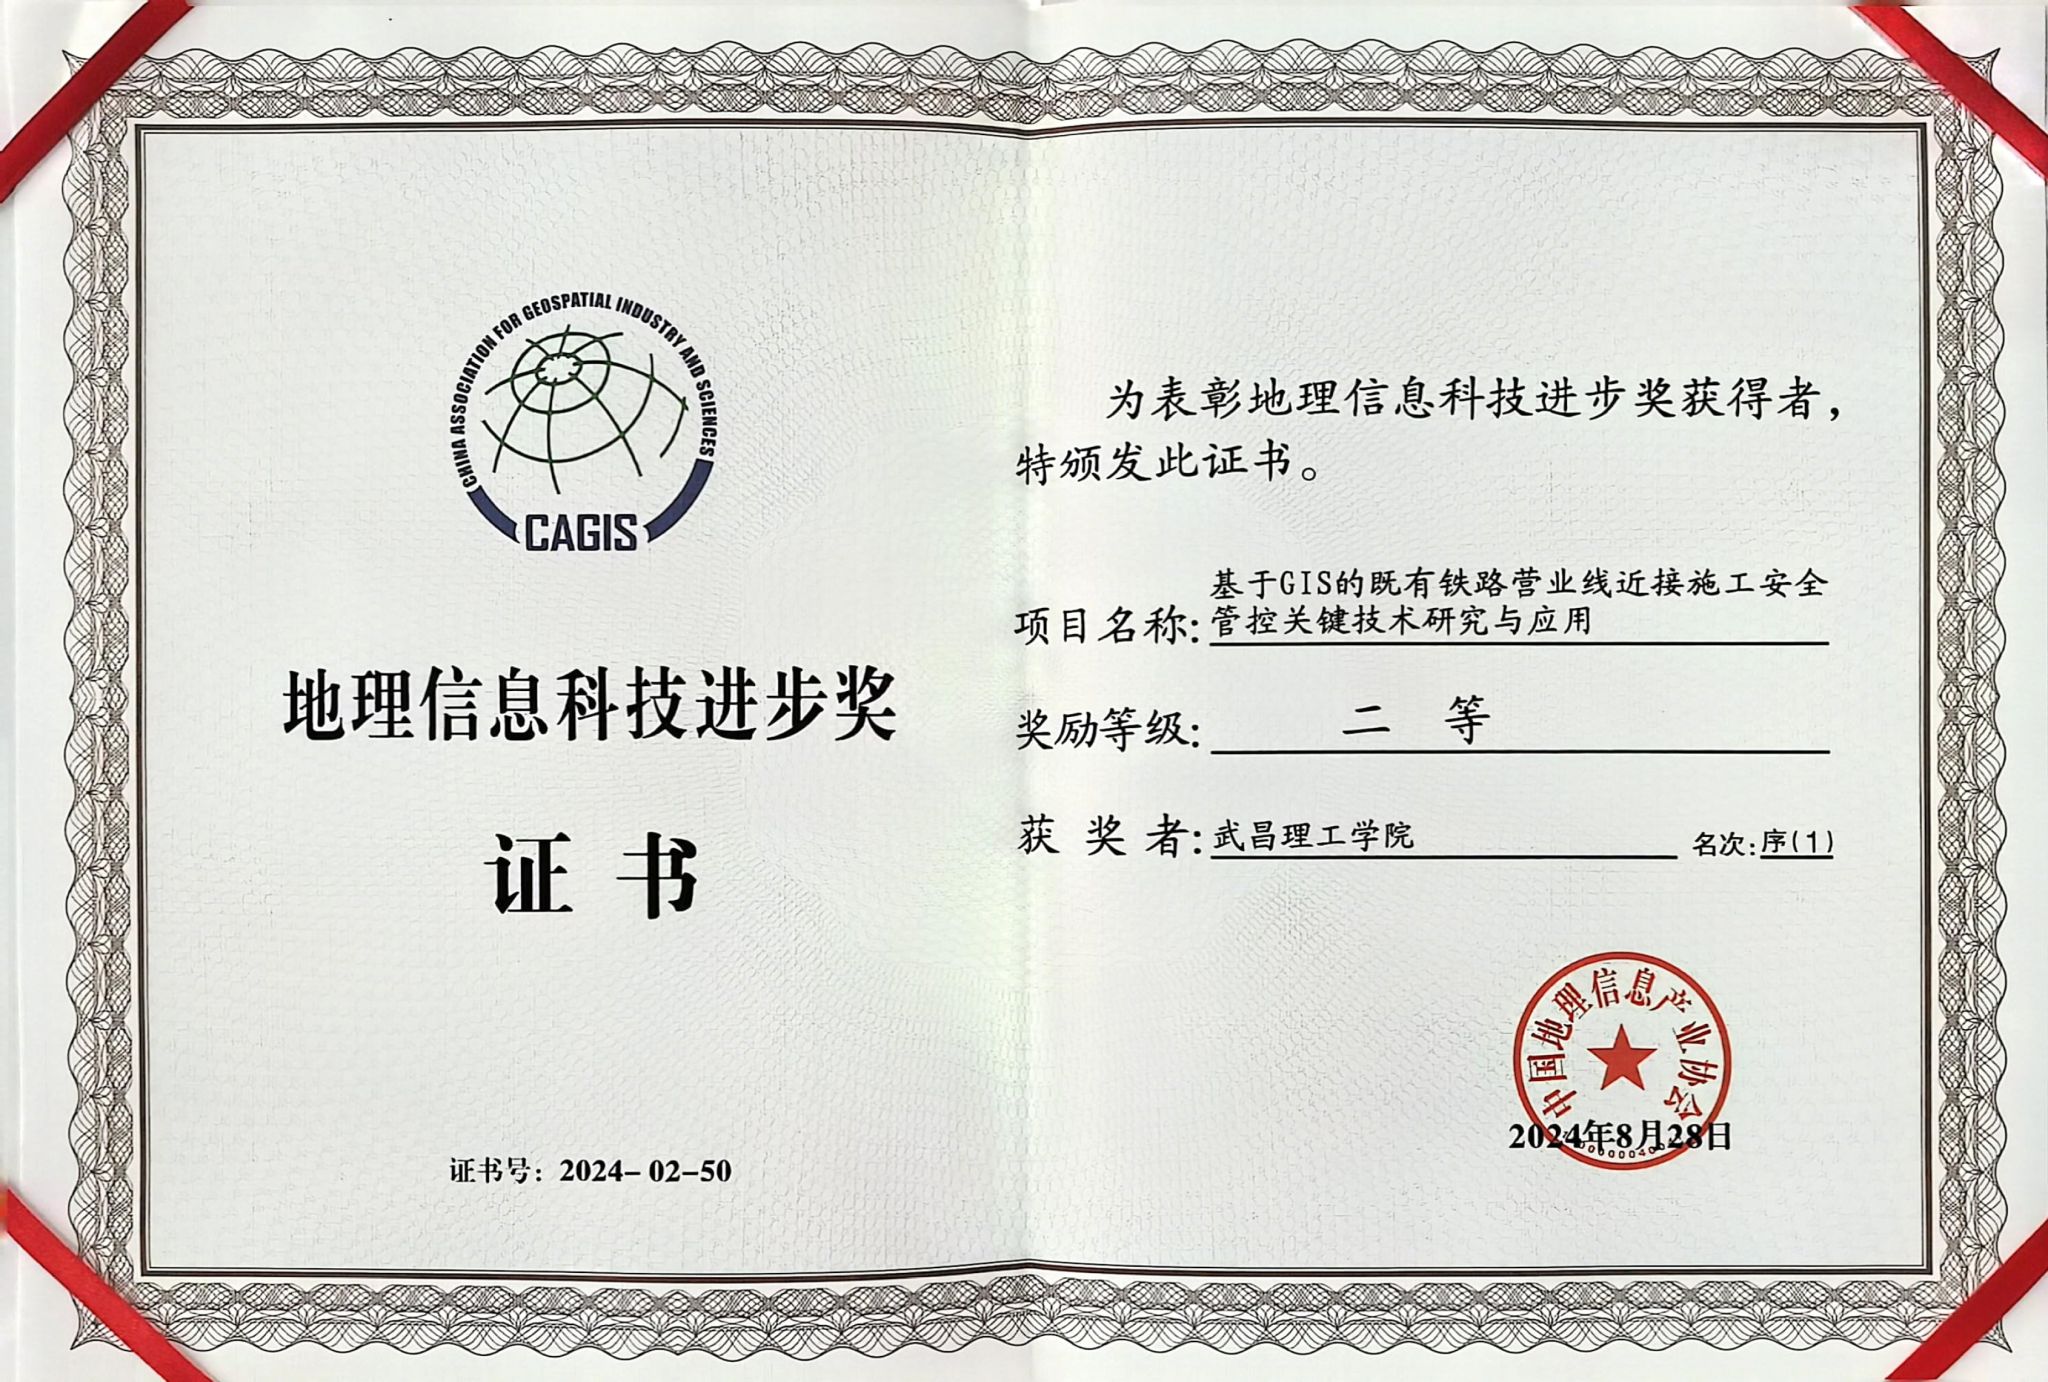 CHINA ASSOCIATION FOR GEOSPATIAL INDUSTRY AND SCIENCES
CAGIS
地理信息科技进步奖
证书
证书号：2024-02-50
为表彰地理信息科技进步奖获得者，
特颁发此证书。
项目名称:基于GIS的既有铁路营业线近接施工安全
管控关键技术研究与应用
奖励等级:二 等
获奖者:武昌理工学院 名次:序(1)
中国地理信息产业协会
2024年8月28日